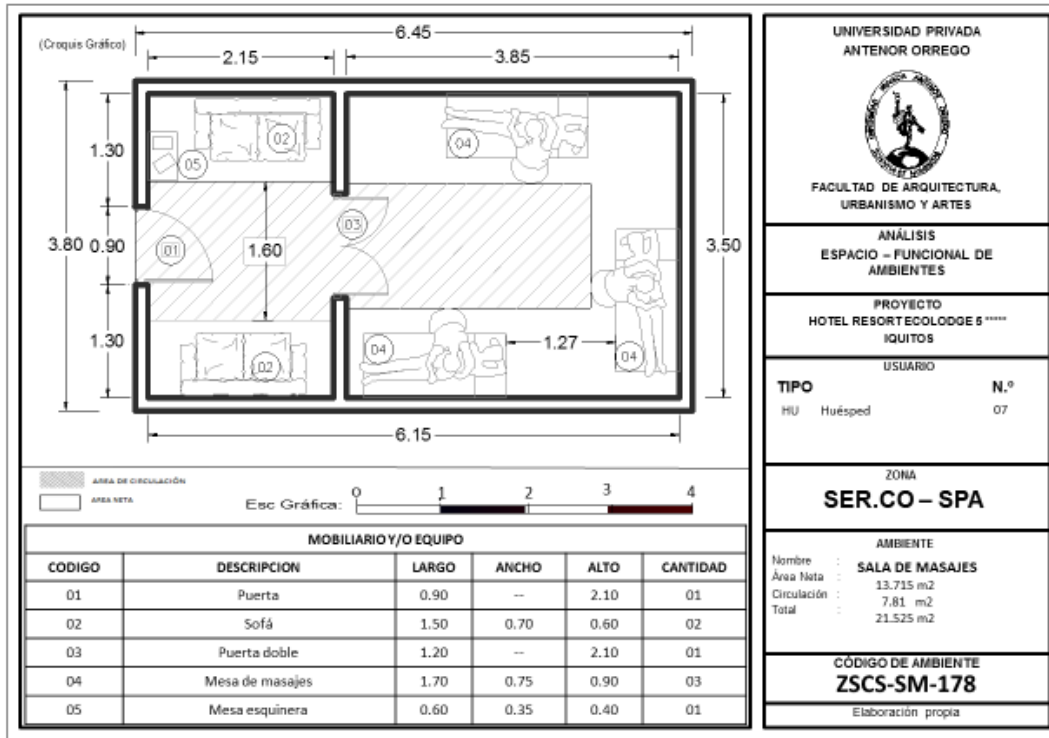 (Croquis Gráfico)
6.45
2.15
3.85
02
04
05
1.30
03
3.80
0.90
01
1.60
3.50
1.30
04
1.27
04
02
6.15
AREA DE CIRCULACIÓN
AREA NETA
Esc Gráfica:
0 1 2 3 4
MOBILIARIO Y/O EQUIPO
CODIGO DESCRIPCION LARGO ANCHO ALTO CANTIDAD
01 Puerta 0.90 -- 2.10 01
02 Sofá 1.50 0.70 0.60 02
03 Puerta doble 1.20 -- 2.10 01
04 Mesa de masajes 1.70 0.75 0.90 03
05 Mesa esquinera 0.60 0.35 0.40 01
UNIVERSIDAD PRIVADA
ANTENOR ORREGO
FACULTAD DE ARQUITECTURA,
URBANISMO Y ARTES
ANÁLISIS
ESPACIO – FUNCIONAL DE
AMBIENTES
PROYECTO
HOTEL RESORT ECOLODGE 5 *****
IQUITOS
USUARIO
TIPO N.º
HU Huésped 07
ZONA
SER.CO – SPA
AMBIENTE
Nombre : SALA DE MASAJES
Área Neta : 13.715 m2
Circulación : 7.81 m2
Total : 21.525 m2
CÓDIGO DE AMBIENTE
ZSCS-SM-178
Elaboración propia